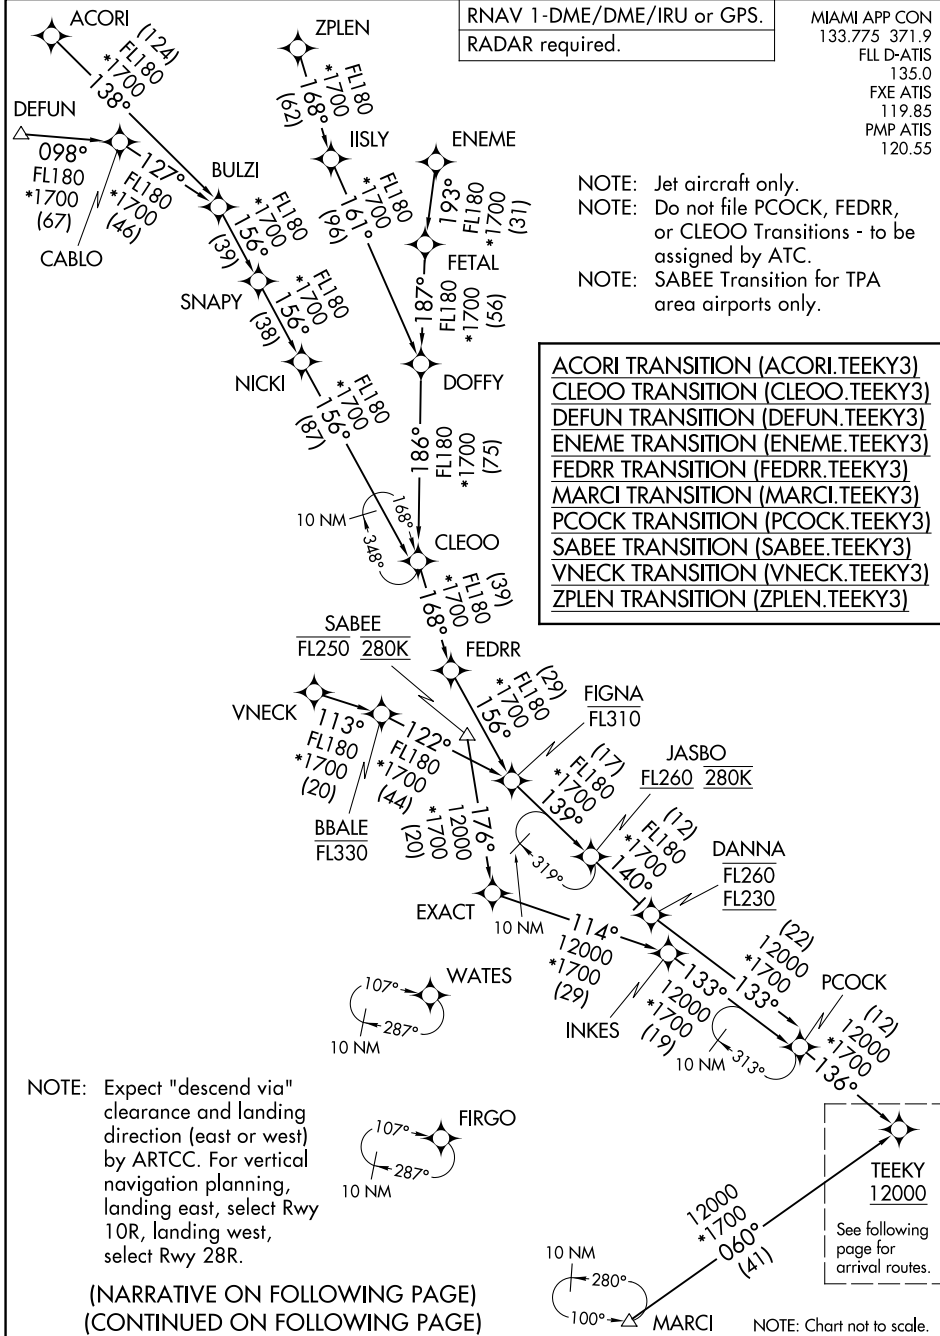 RNAV 1-DME/DME/IRU or GPS.
RADAR required.
MIAMI APP CON
133.775 371.9
FLL D-ATIS
135.0
FXE ATIS
119.85
PMP ATIS
120.55
ACORI
(124)
FL180
*1700
138°
ZPLEN
FL180
*1700
168°
(62)
DEFUN
098°
FL180
*1700
(67)
127°
FL180
*1700
(46)
CABLO
IISLY
FL180
*1700
161°
(96)
ENEME
193°
FL180
*1700
(31)
BULZI
FL180
*1700
156°
(39)
FETAL
187°
FL180
*1700
(56)
SNAPY
FL180
*1700
156°
(38)
NICKI
FL180
*1700
156°
(87)
DOFFY
186°
FL180
*1700
(75)
NOTE: Jet aircraft only.
NOTE: Do not file PCOCK, FEDRR,
or CLEOO Transitions - to be
assigned by ATC.
NOTE: SABEE Transition for TPA
area airports only.
ACORI TRANSITION (ACORI.TEEKY3)
CLEOO TRANSITION (CLEOO.TEEKY3)
DEFUN TRANSITION (DEFUN.TEEKY3)
ENEME TRANSITION (ENEME.TEEKY3)
FEDRR TRANSITION (FEDRR.TEEKY3)
MARCI TRANSITION (MARCI.TEEKY3)
PCOCK TRANSITION (PCOCK.TEEKY3)
SABEE TRANSITION (SABEE.TEEKY3)
VNECK TRANSITION (VNECK.TEEKY3)
ZPLEN TRANSITION (ZPLEN.TEEKY3)
10 NM
168°
348°
CLEOO
(39)
FL180
*1700
168°
SABEE
FL250 280K
FEDRR
(29)
FL180
*1700
156°
VNECK
113°
FL180
*1700
(20)
122°
FL180
*1700
(44)
BBALE
FL330
FIGNA
FL310
(17)
FL180
*1700
139°
JASBO
FL260 280K
176°
12000
*1700
(20)
319°
10 NM
(12)
FL180
*1700
140°
DANNA
FL260
FL230
EXACT
114°
12000
*1700
(29)
INKES
(22)
12000
*1700
133°
133°
12000
*1700
(19)
PCOCK
313°
10 NM
(12)
12000
*1700
136°
WATES
107°
287°
10 NM
FIRGO
107°
287°
10 NM
NOTE: Expect "descend via"
clearance and landing
direction (east or west)
by ARTCC. For vertical
navigation planning,
landing east, select Rwy
10R, landing west,
select Rwy 28R.
TEEKY
12000
See following
page for
arrival routes.
12000
*1700
060°
(41)
10 NM
280°
100°
MARCI
(NARRATIVE ON FOLLOWING PAGE)
(CONTINUED ON FOLLOWING PAGE)
NOTE: Chart not to scale.